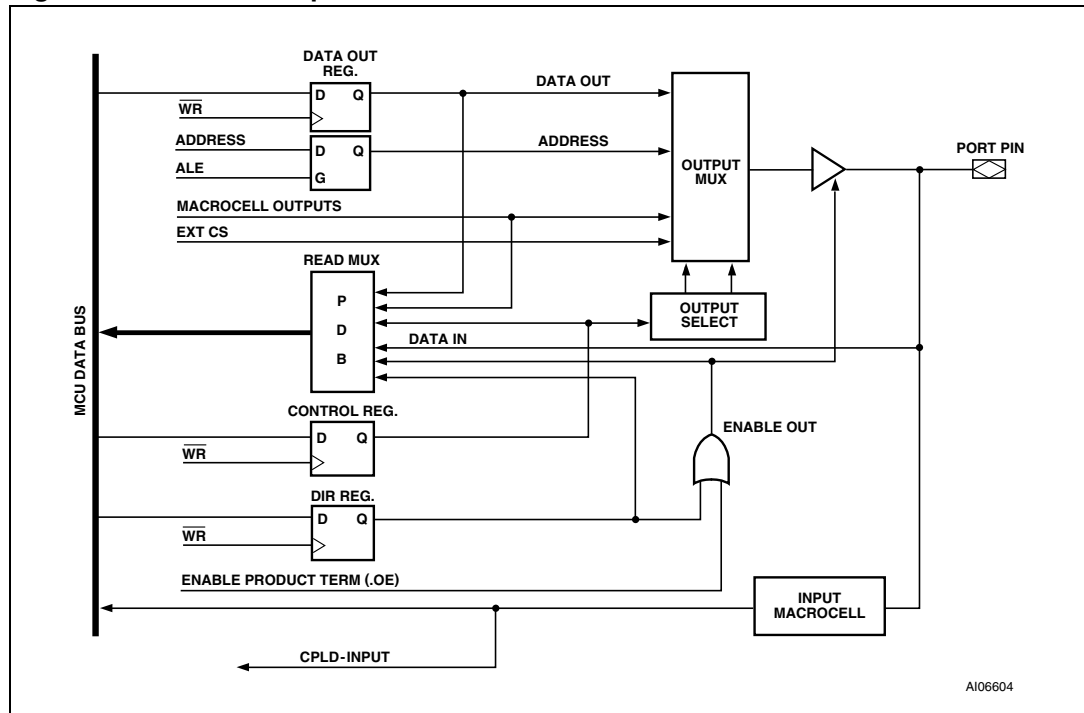 DATA OUT
REG.
D Q
WR
DATA OUT
ADDRESS
D Q
ADDRESS
ALE
G
OUTPUT
MUX
PORT PIN
MACROCELL OUTPUTS
EXT CS
READ MUX
P
D
B
OUTPUT
SELECT
DATA IN
MCU DATA BUS
CONTROL REG.
D Q
WR
ENABLE OUT
DIR REG.
D Q
WR
ENABLE PRODUCT TERM (.OE)
INPUT
MACROCELL
CPLD-INPUT
AI06604